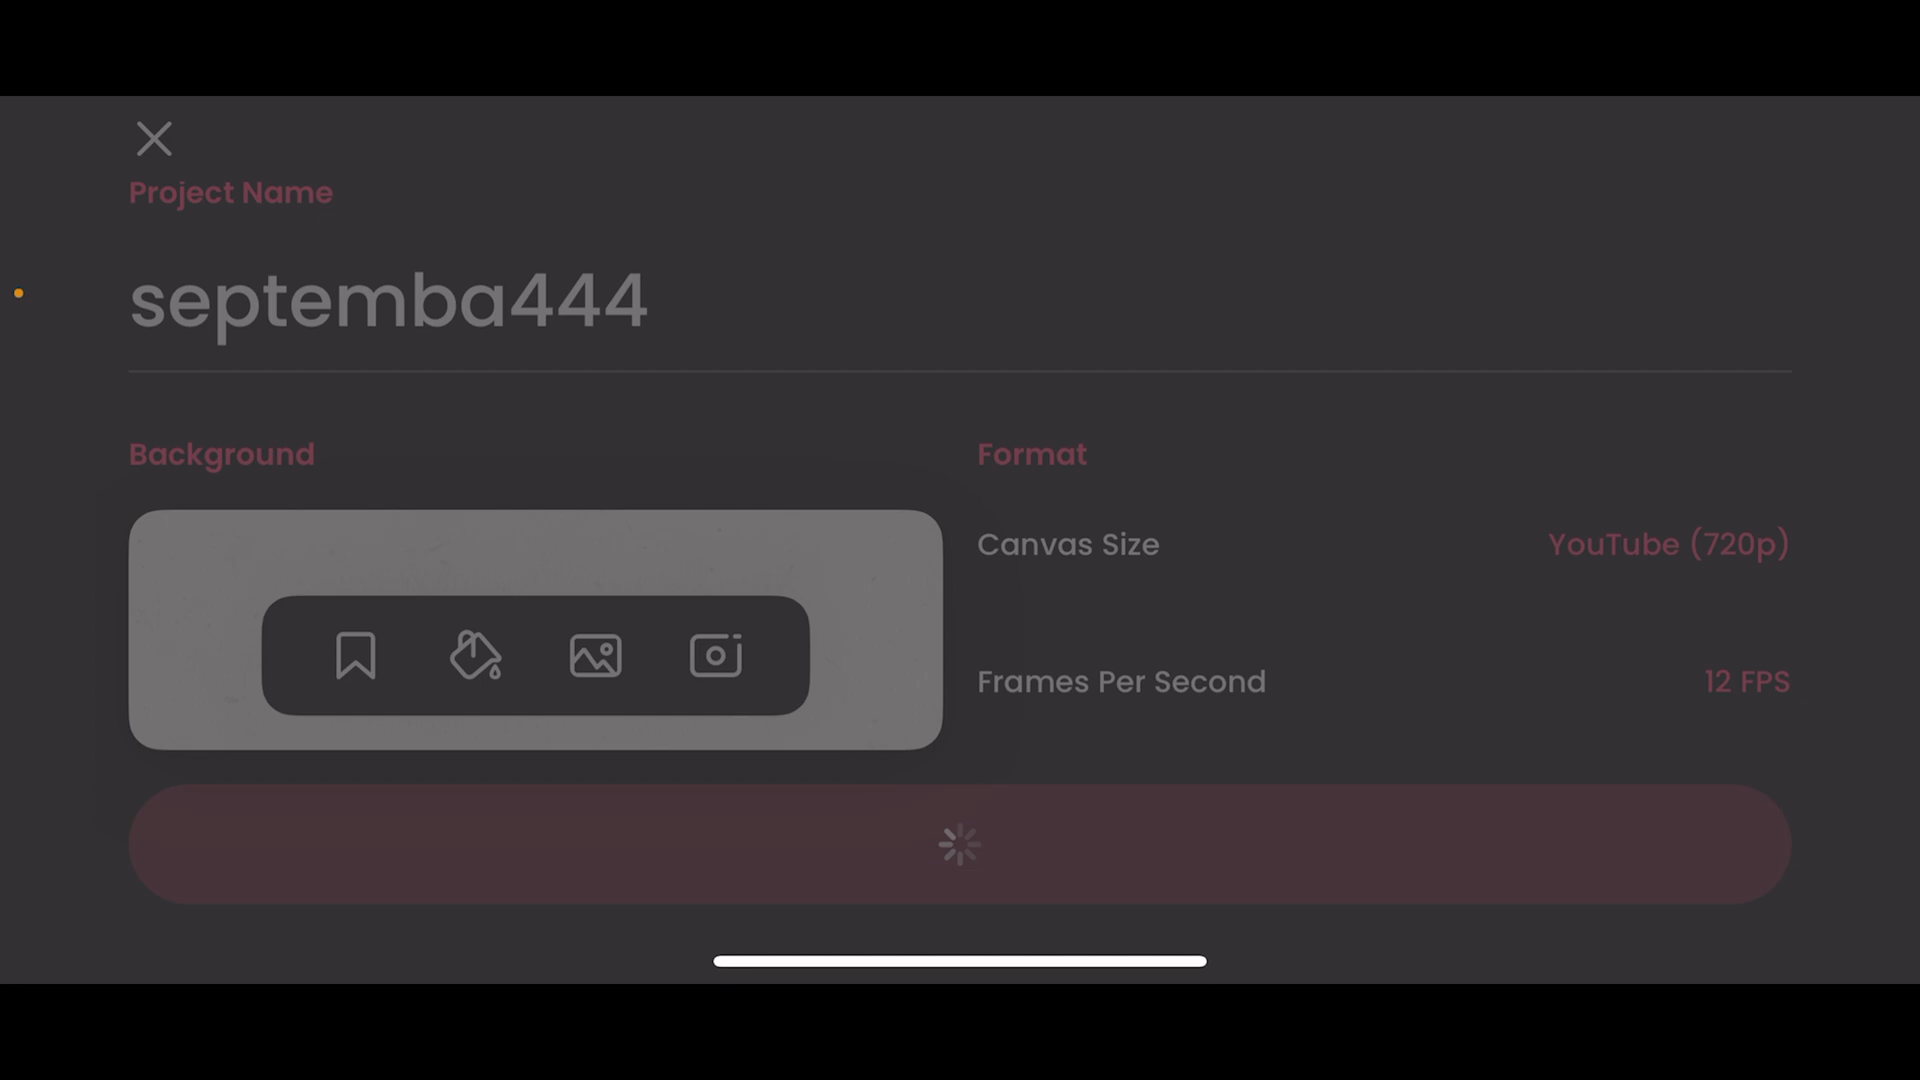 Project Name
septemba444
Background
Format
Canvas Size
YouTube (720p)
Frames Per Second
12 FPS